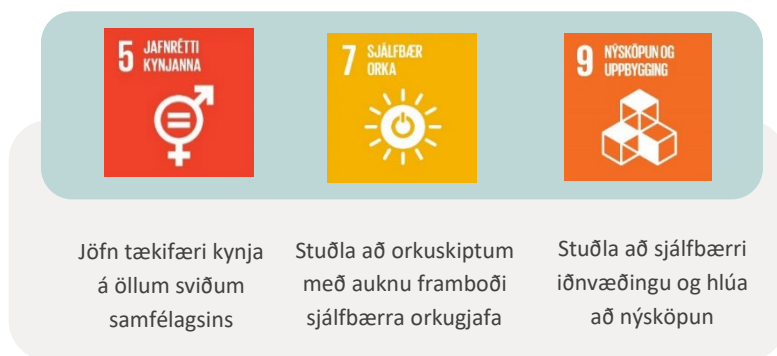 5 JAFNRÉTTI
KYNJANNA
7 SJÁLFBÆR
ORKA
9 NÝSKÖPUN OG
UPPBYGGING
Jöfn tækifæri kynja
á öllum sviðum
samfélagsins
Stuðla að orkuskiptum
með auknu framboði
sjálfbærra orkugjafa
Stuðla að sjálfbærri
iðnvæðingu og hlúa
að nýsköpun